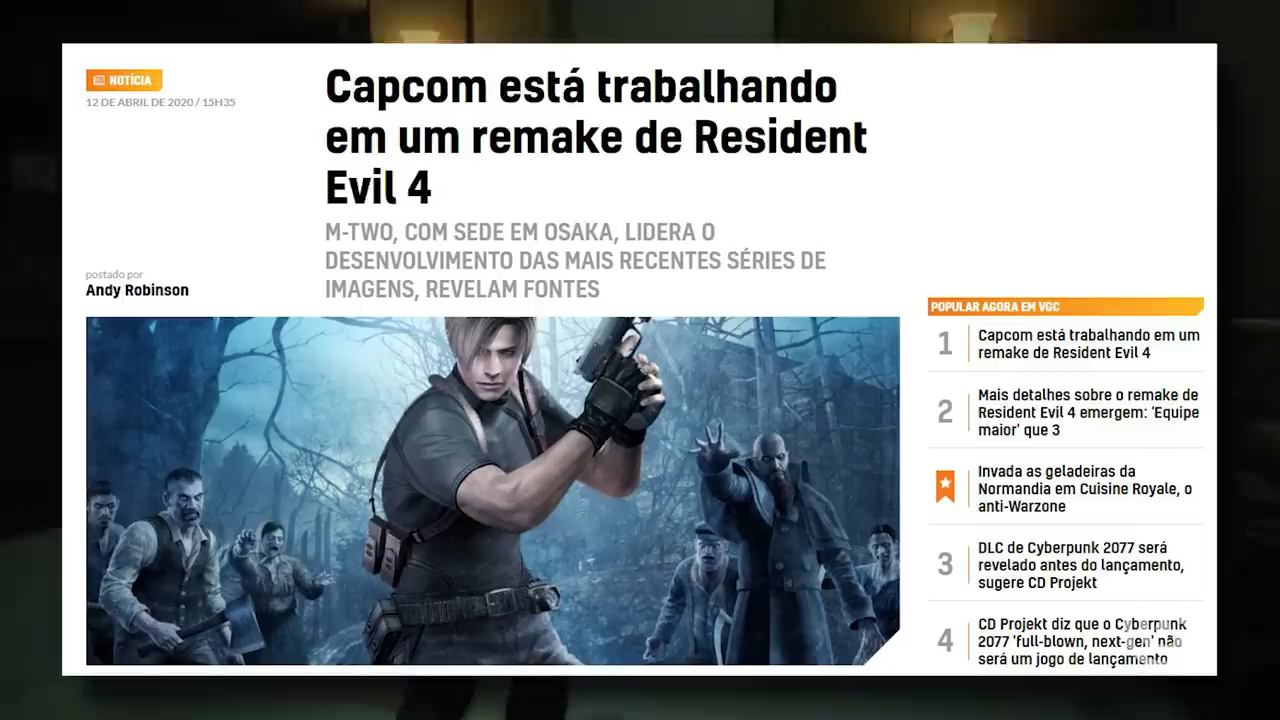 NOTÍCIA
12 DE ABRIL DE 2020 / 15H35
Capcom está trabalhando
em um remake de Resident
Evil 4
M-TWO, COM SEDE EM OSAKA, LIDERA O
DESENVOLVIMENTO DAS MAIS RECENTES SÉRIES DE
IMAGENS, REVELAM FONTES
postado por
Andy Robinson
POPULAR AGORA EM VGC
1
Capcom está trabalhando em um
remake de Resident Evil 4
2
Mais detalhes sobre o remake de
Resident Evil 4 emergem: 'Equipe
maior' que 3
Invada as geladeiras da
Normandia em Cuisine Royale, o
anti-Warzone
3
DLC de Cyberpunk 2077 será
revelado antes do lançamento,
sugere CD Projekt
4
CD Projekt diz que o Cyberpunk
2077 'full-blown, next-gen' não
será um jogo de lançamento